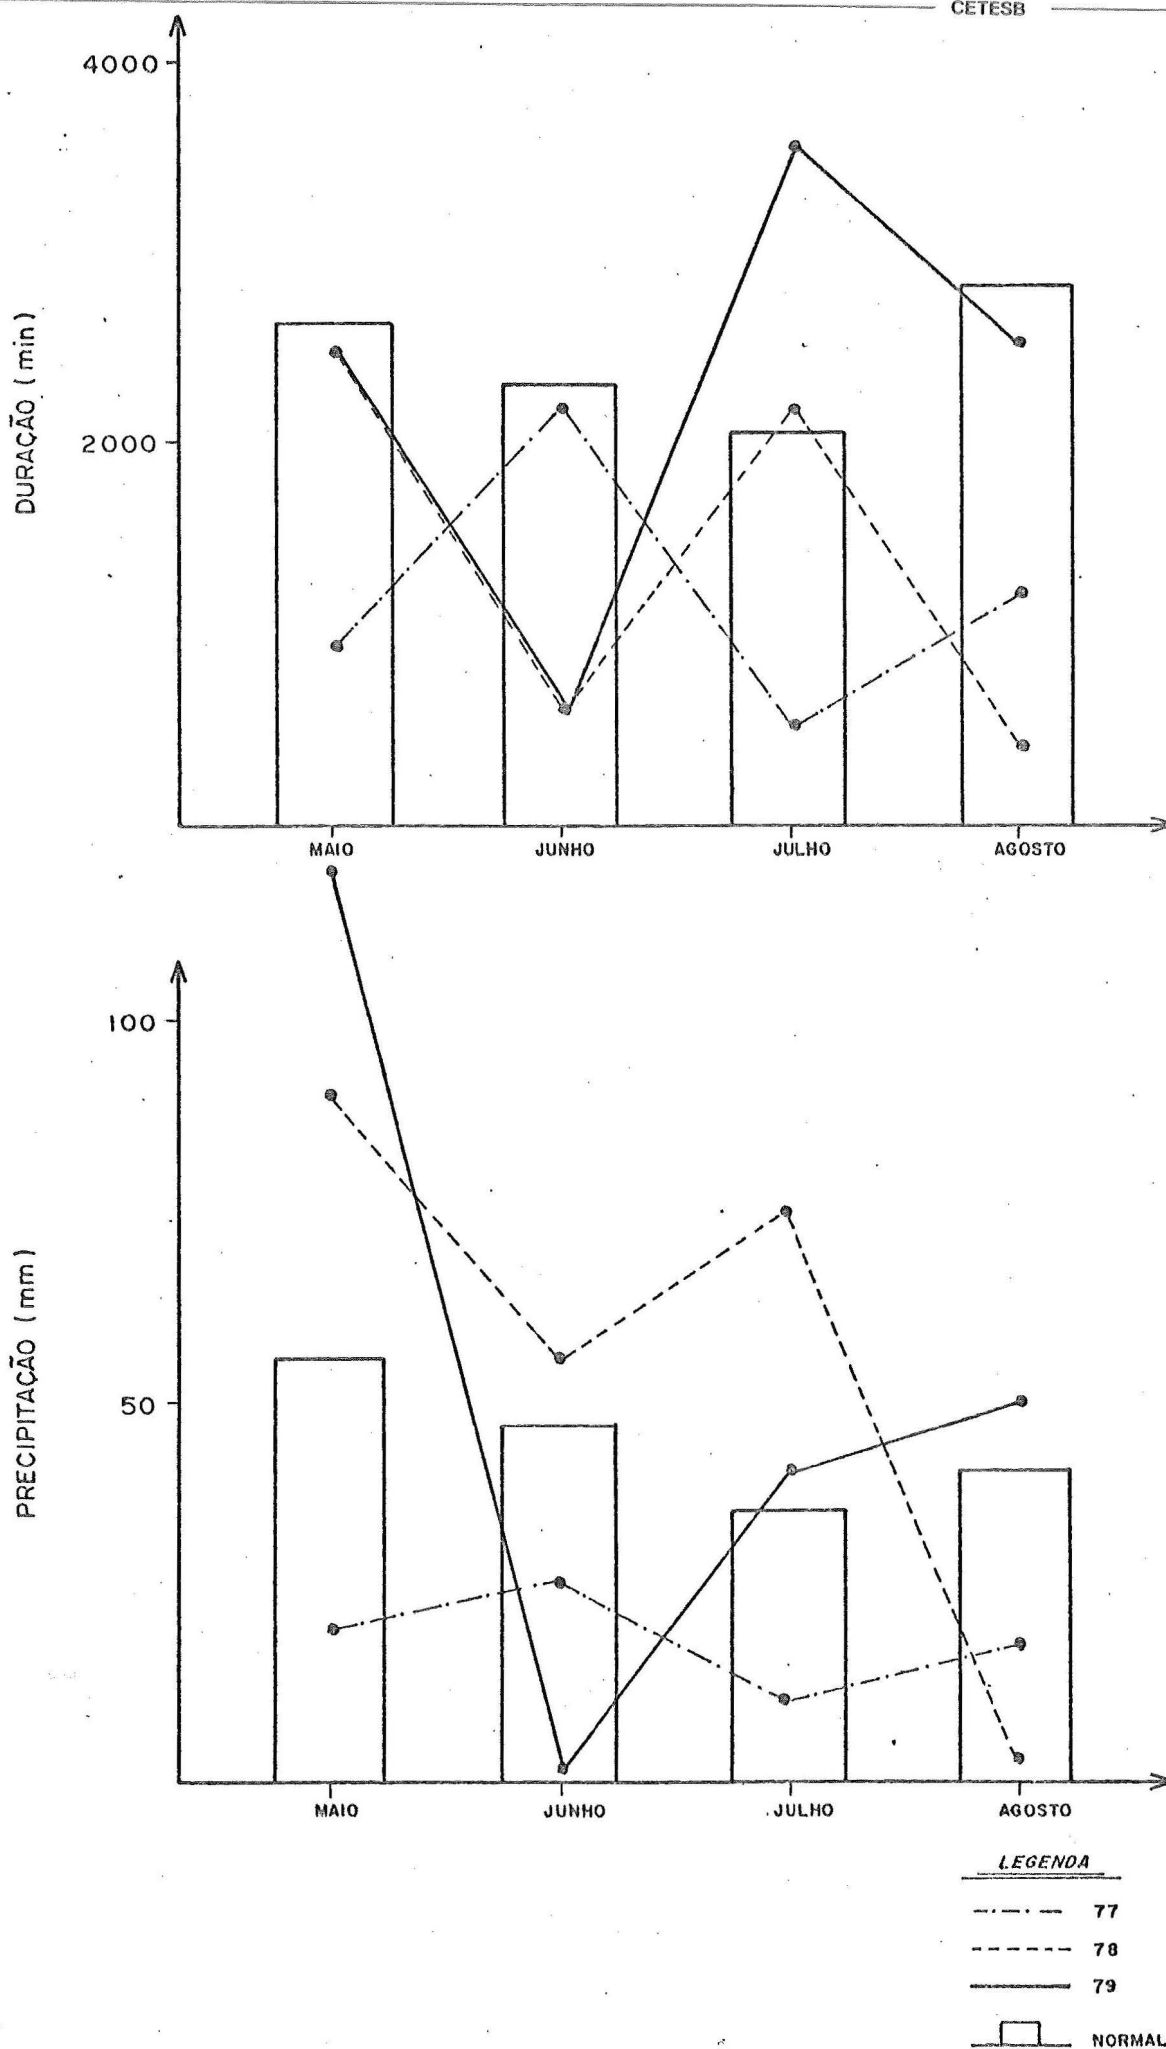 CETESB
4000
2000
DURAÇÃO (min)
MAIO JUNHO JULHO AGOSTO
100
50
PRECIPITAÇÃO (mm)
MAIO JUNHO JULHO AGOSTO
LEGENDA
77
78
79
NORMAL